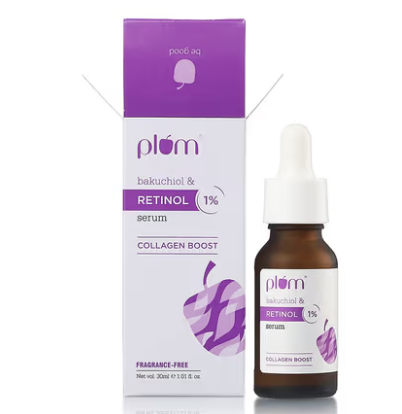 be good
plum
bakuchiol &
RETINOL 1%
serum
COLLAGEN BOOST
FRAGRANCE-FREE
Net vol. 30ml ℮ 1.01 fl. oz.
plum
bakuchiol &
RETINOL 1%
serum
COLLAGEN BOOST